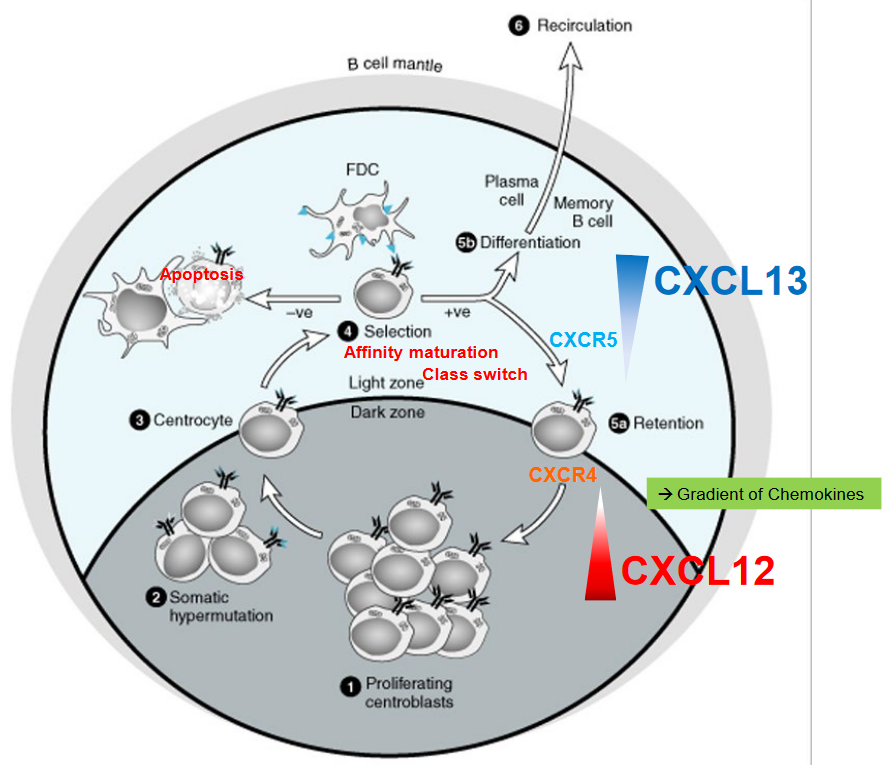 6 Recirculation
B cell mantle
FDC
Plasma
cell
Memory
B cell
5b Differentiation
CXCL13
Apoptosis
–ve
+ve
4 Selection
CXCR5
Affinity maturation
Class switch
Light zone
Dark zone
3 Centrocyte
5a Retention
CXCR4
→ Gradient of Chemokines
CXCL12
2 Somatic
hypermutation
1 Proliferating
centroblasts